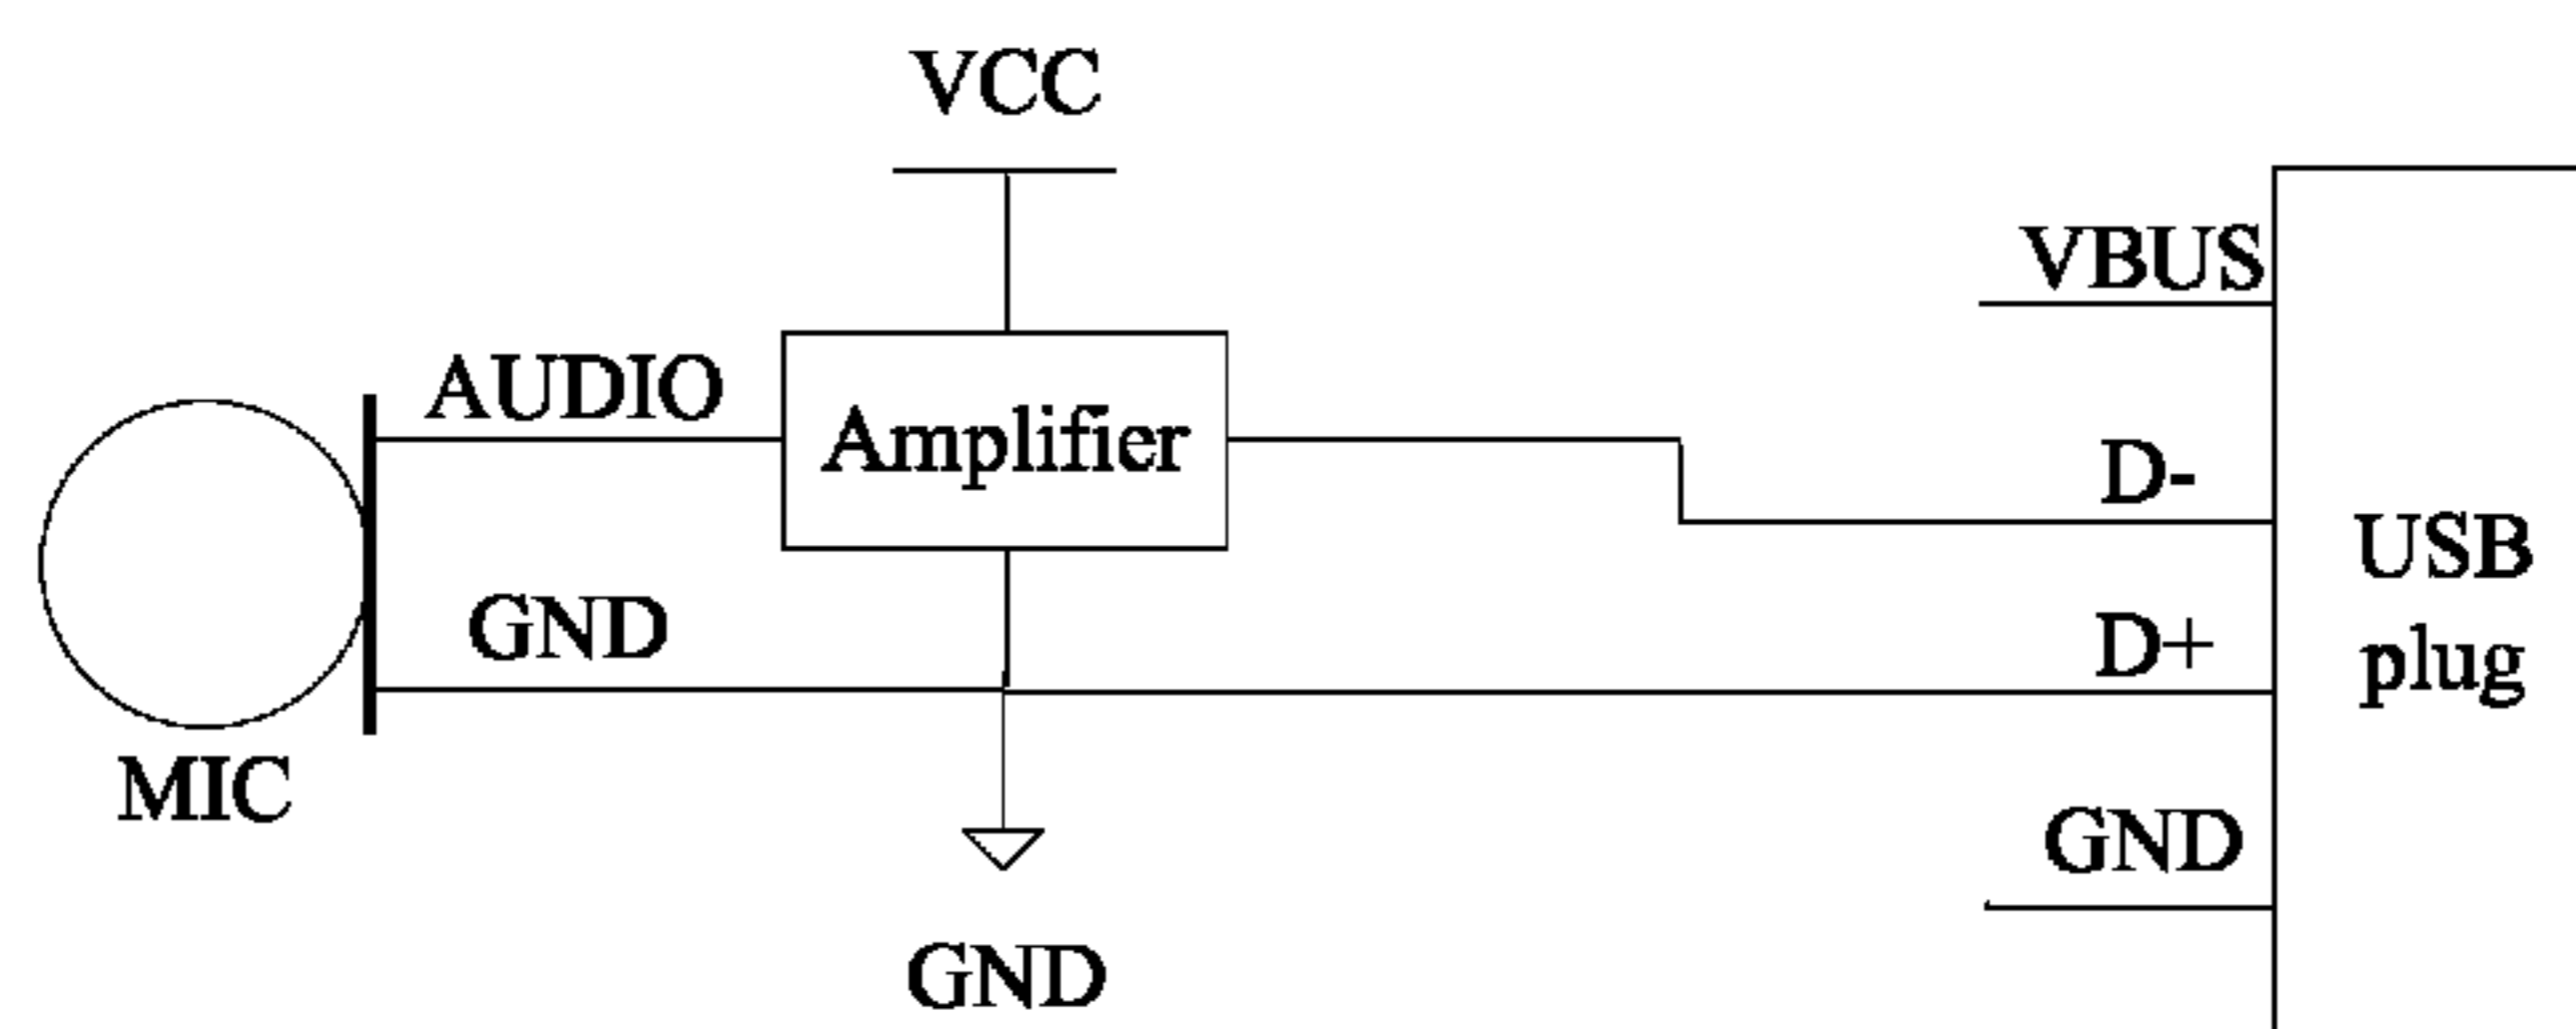 VCC
VBUS
AUDIO
Amplifier
D-
USB
plug
GND
D+
MIC
GND
GND